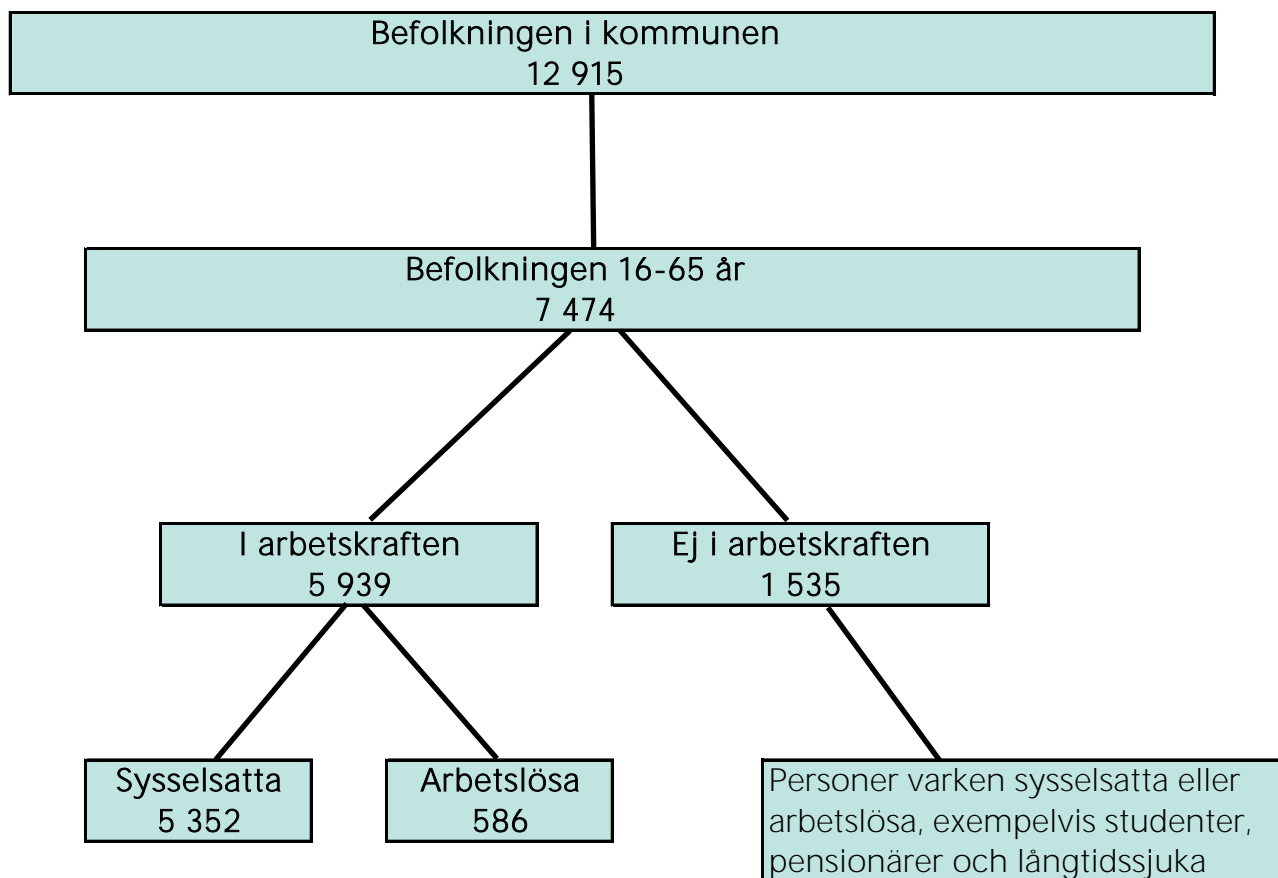 Befolkningen i kommunen
12 915
Befolkningen 16-65 år
7 474
I arbetskraften
5 939
Ej i arbetskraften
1 535
Sysselsatta
5 352
Arbetslösa
586
Personer varken sysselsatta eller
arbetslösa, exempelvis studenter,
pensionärer och långtidssjuka